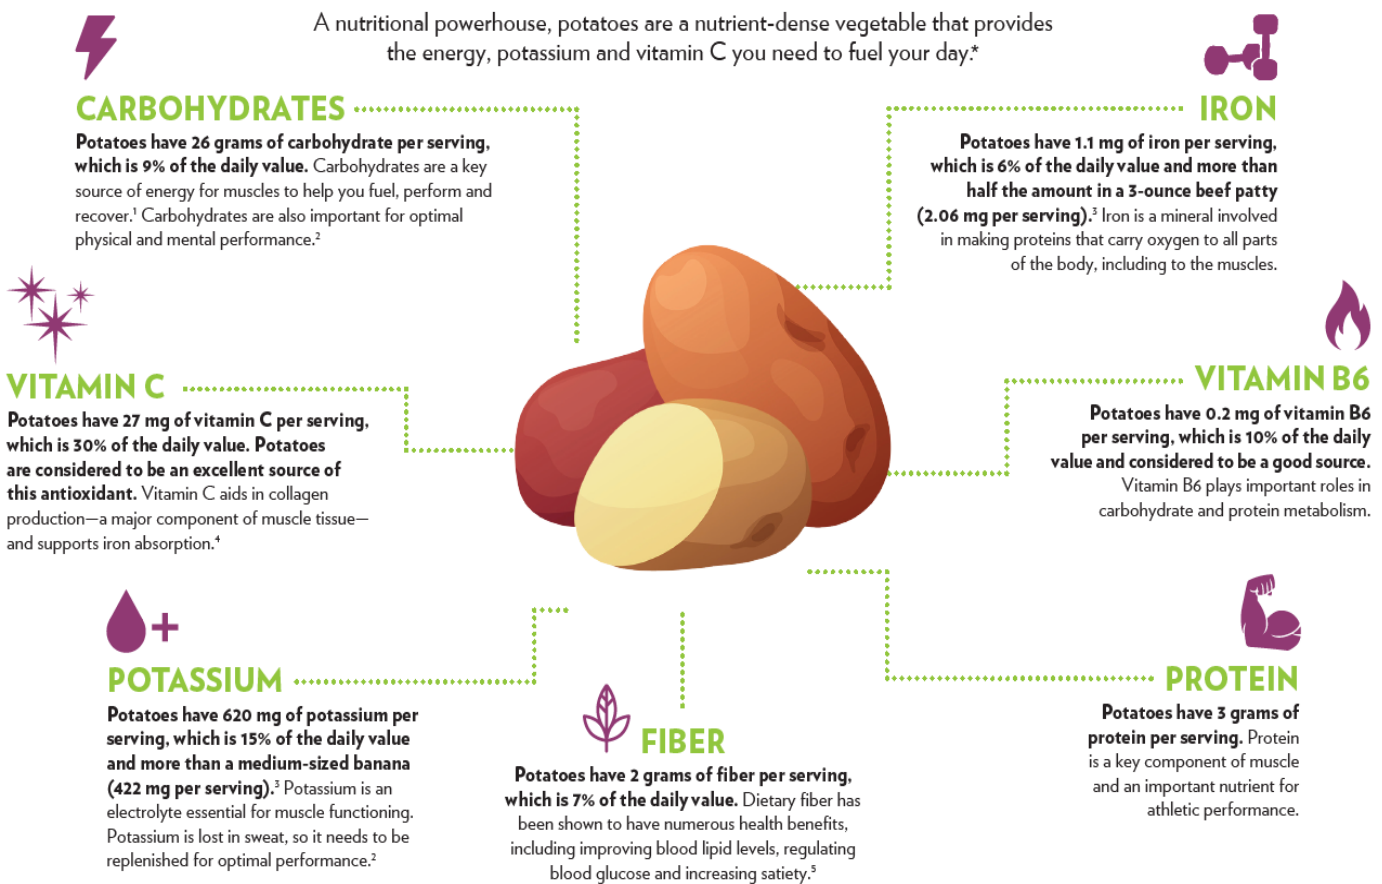 A nutritional powerhouse, potatoes are a nutrient-dense vegetable that provides
the energy, potassium and vitamin C you need to fuel your day.*
CARBOHYDRATES
Potatoes have 26 grams of carbohydrate per serving,
which is 9% of the daily value. Carbohydrates are a key
source of energy for muscles to help you fuel, perform and
recover.¹ Carbohydrates are also important for optimal
physical and mental performance.²
IRON
Potatoes have 1.1 mg of iron per serving,
which is 6% of the daily value and more than
half the amount in a 3-ounce beef patty
(2.06 mg per serving).³ Iron is a mineral involved
in making proteins that carry oxygen to all parts
of the body, including to the muscles.
VITAMIN C
Potatoes have 27 mg of vitamin C per serving,
which is 30% of the daily value. Potatoes
are considered to be an excellent source of
this antioxidant. Vitamin C aids in collagen
production—a major component of muscle tissue—
and supports iron absorption.⁴
VITAMIN B6
Potatoes have 0.2 mg of vitamin B6
per serving, which is 10% of the daily
value and considered to be a good source.
Vitamin B6 plays important roles in
carbohydrate and protein metabolism.
POTASSIUM
Potatoes have 620 mg of potassium per
serving, which is 15% of the daily value
and more than a medium-sized banana
(422 mg per serving).³ Potassium is an
electrolyte essential for muscle functioning.
Potassium is lost in sweat, so it needs to be
replenished for optimal performance.²
FIBER
Potatoes have 2 grams of fiber per serving,
which is 7% of the daily value. Dietary fiber has
been shown to have numerous health benefits,
including improving blood lipid levels, regulating
blood glucose and increasing satiety.⁵
PROTEIN
Potatoes have 3 grams of
protein per serving. Protein
is a key component of muscle
and an important nutrient for
athletic performance.